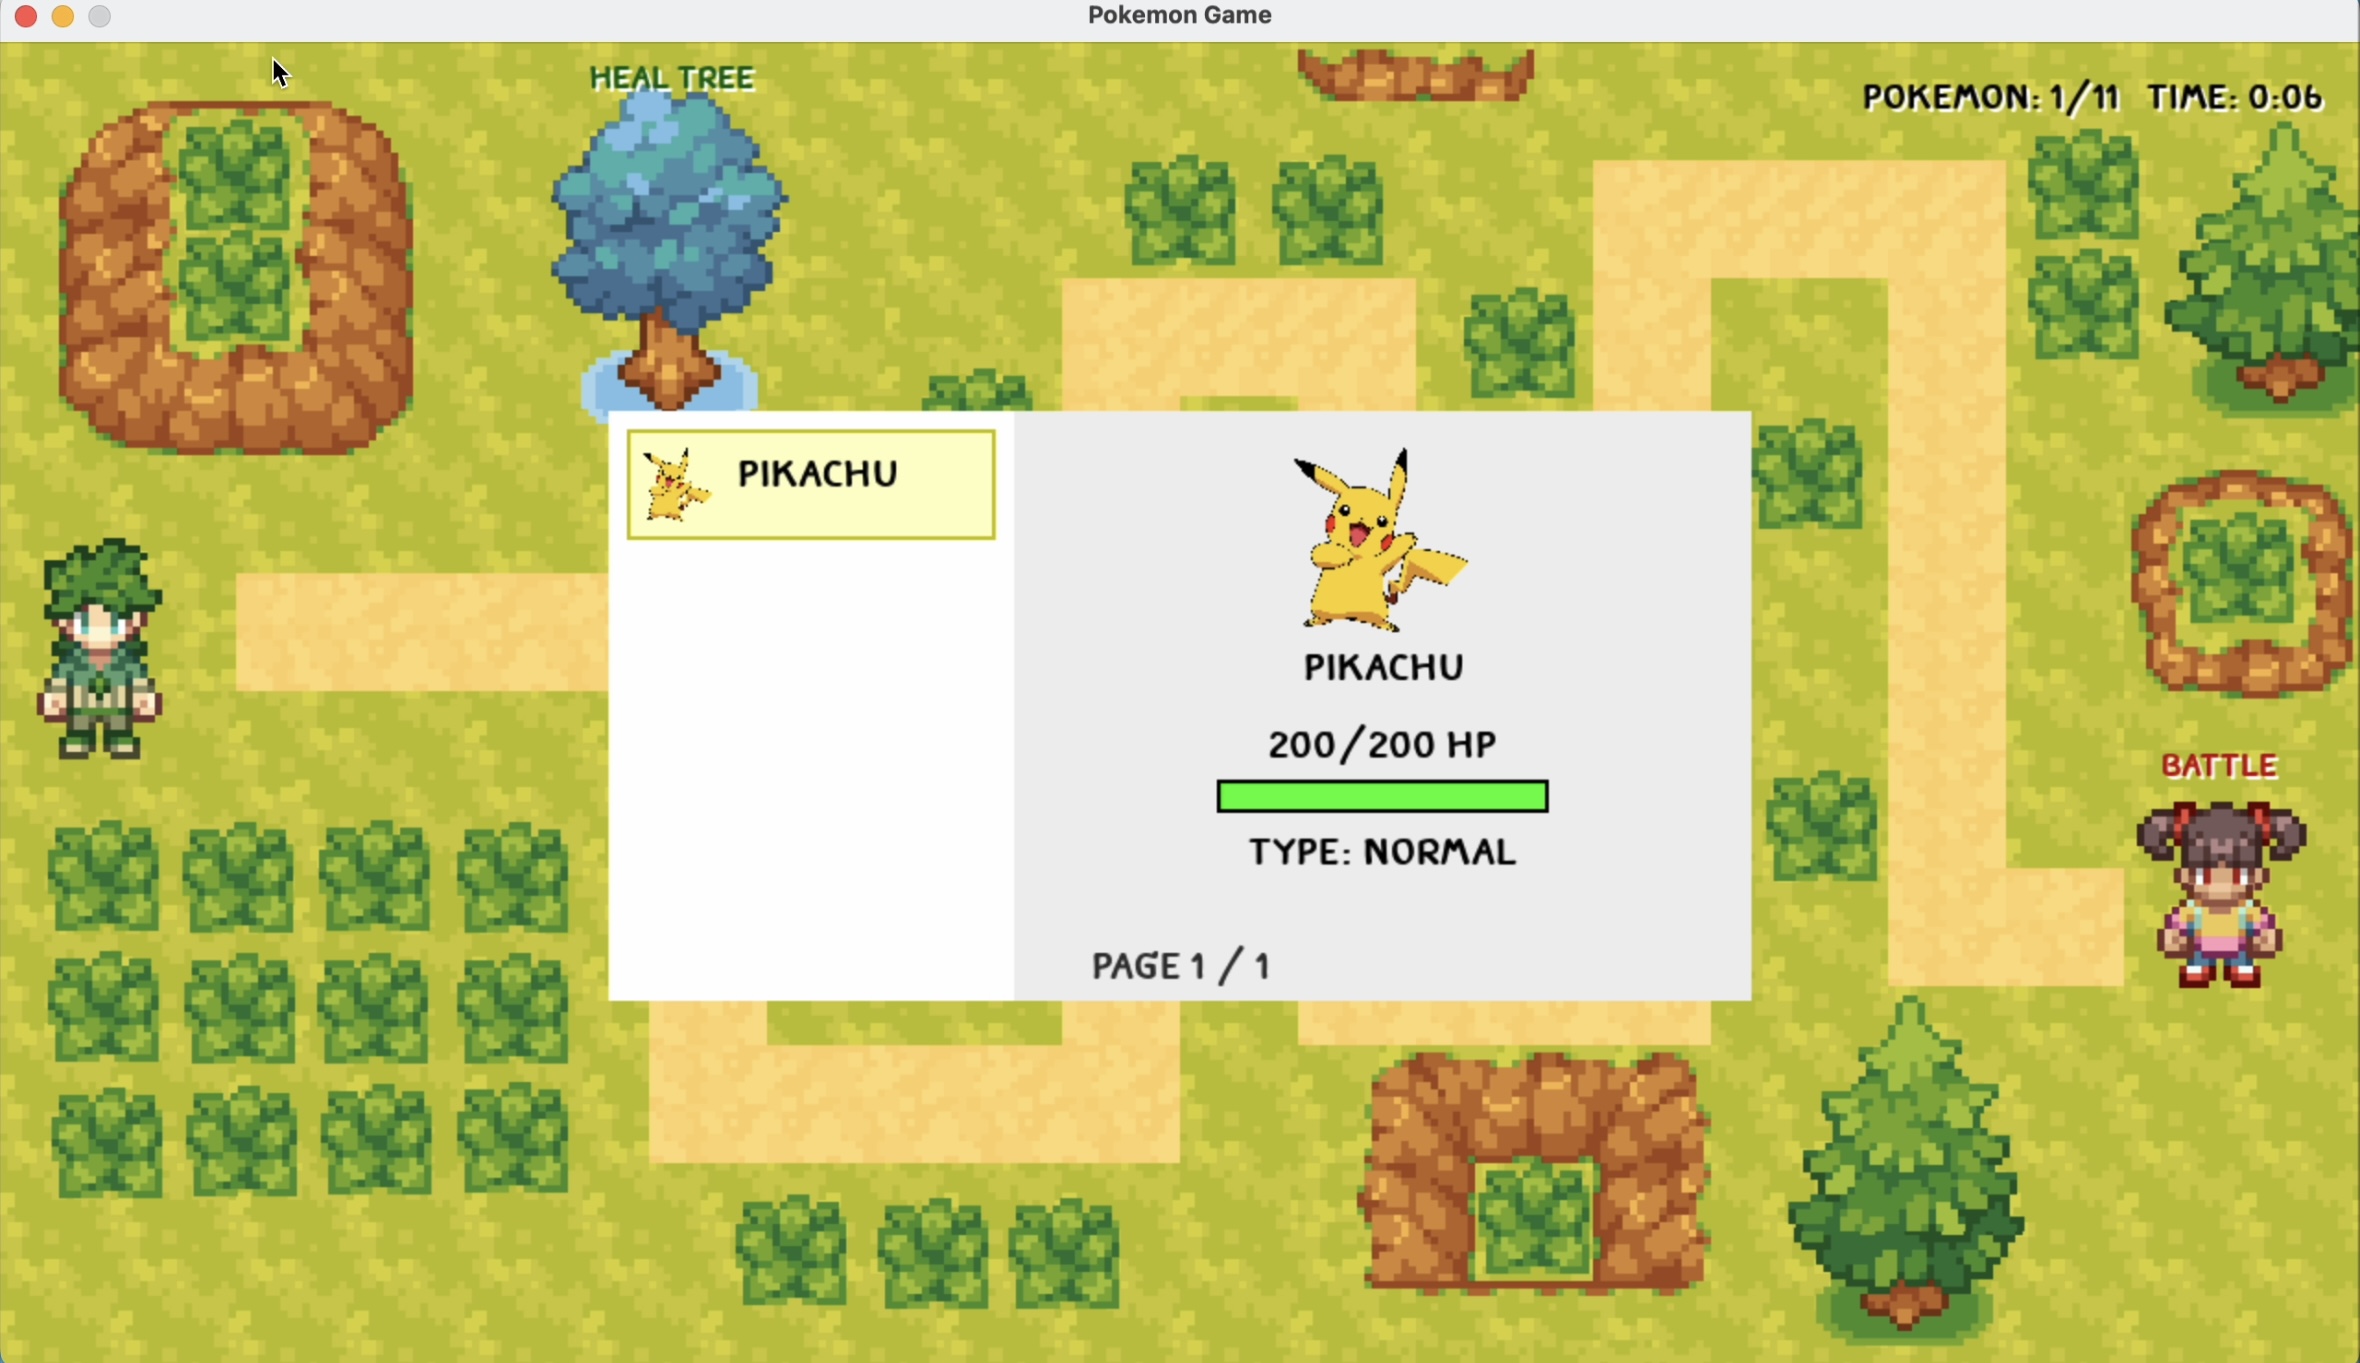 Pokemon Game
HEAL TREE
POKEMON: 1/11 TIME: 0:06
PIKACHU
PIKACHU
200/200 HP
TYPE: NORMAL
PAGE 1 / 1
BATTLE